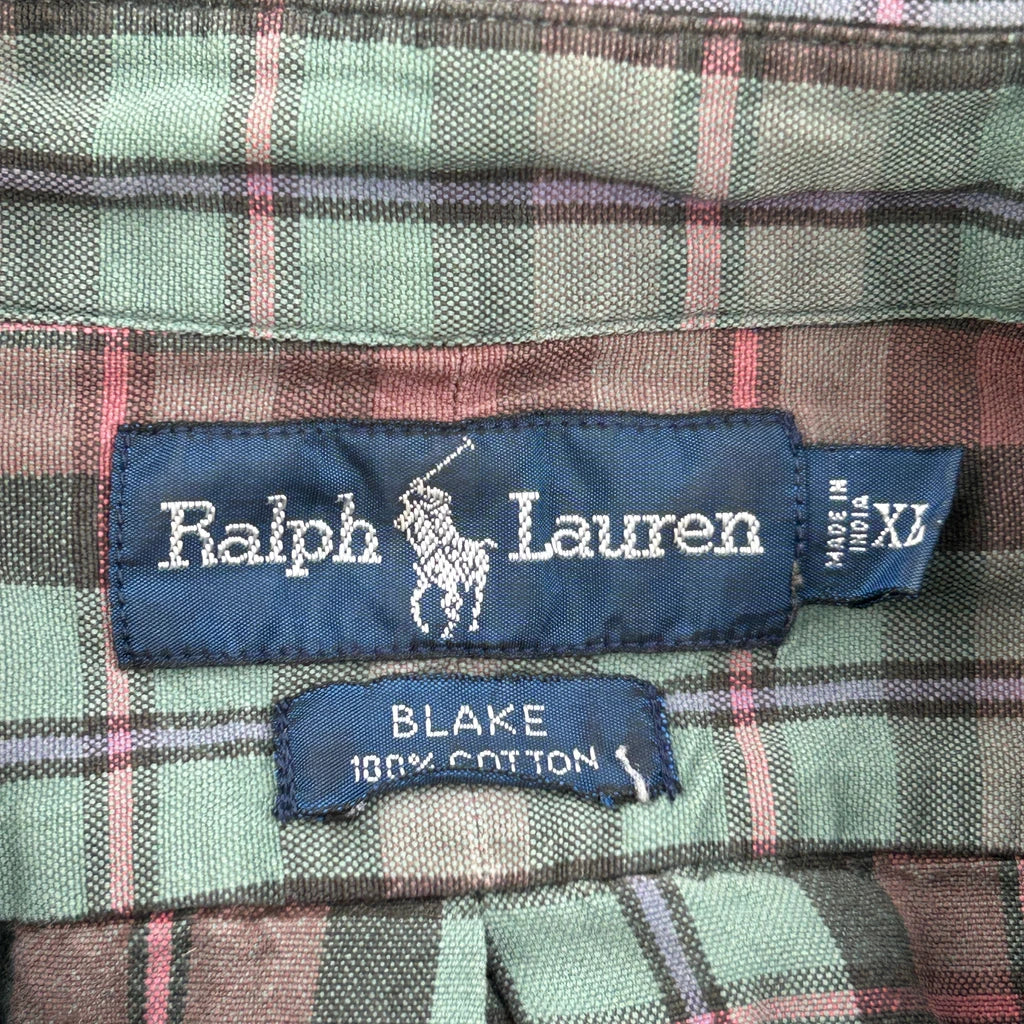 Ralph Lauren
MADE IN
INDIA
XL
BLAKE
100% COTTON